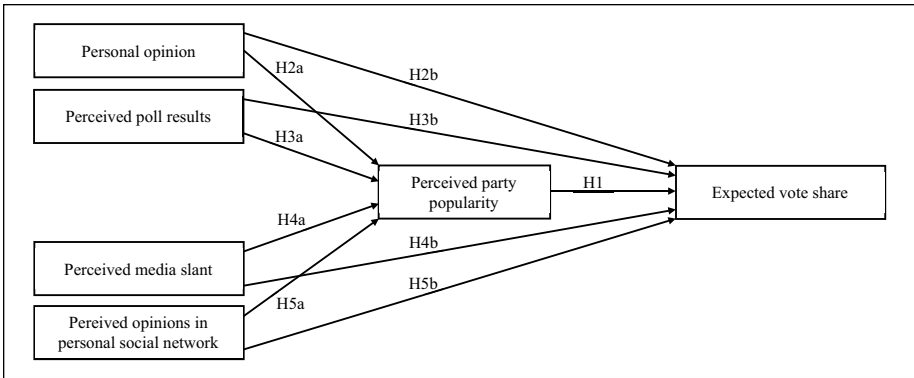 Personal opinion
H2a
H2b
Perceived poll results
H3b
H3a
Perceived party
popularity
H1
Expected vote share
H4a
H4b
Perceived media slant
H5a
H5b
Pereived opinions in
personal social network